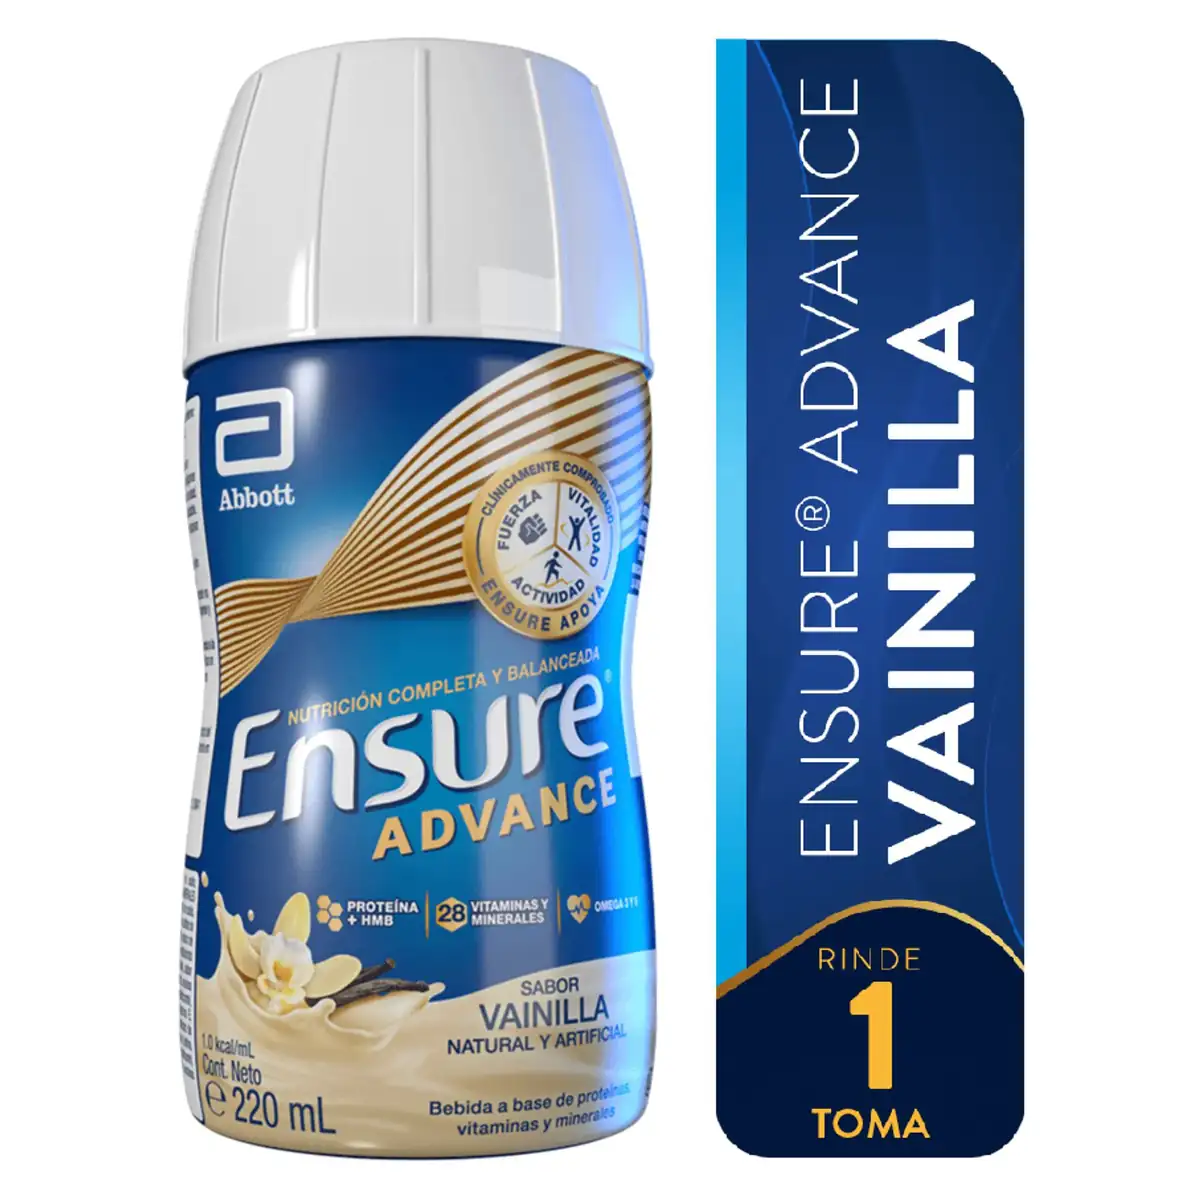 Abbott
CLÍNICAMENTE COMPROBADO
FUERZA
VITALIDAD
ACTIVIDAD
ENSURE APOYA
NUTRICIÓN COMPLETA Y BALANCEADA
Ensure®
ADVANCE
PROTEÍNA
+ HMB
28 VITAMINAS Y
MINERALES
OMEGA 3 Y 6
SABOR
VAINILLA
NATURAL Y ARTIFICIAL
1.0 kcal/mL
Cont. Neto
e 220 mL
Bebida a base de proteínas,
vitaminas y minerales
ENSURE® ADVANCE
VAINILLA
RINDE
1
TOMA